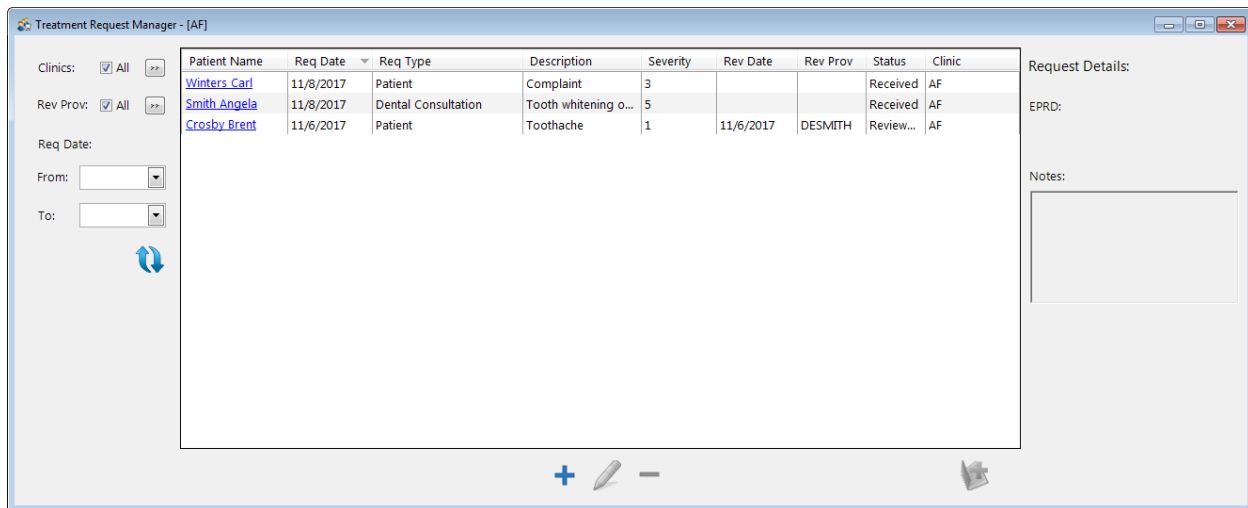 Treatment Request Manager - [AF]
Clinics: All >>
Rev Prov: All >>
Req Date:
From:
To:
Patient Name Req Date Req Type Description Severity Rev Date Rev Prov Status Clinic
Winters Carl 11/8/2017 Patient Complaint 3 Received AF
Smith Angela 11/8/2017 Dental Consultation Tooth whitening o... 5 Received AF
Crosby Brent 11/6/2017 Patient Toothache 1 11/6/2017 DESMITH Review... AF
Request Details:
EPRD:
Notes: